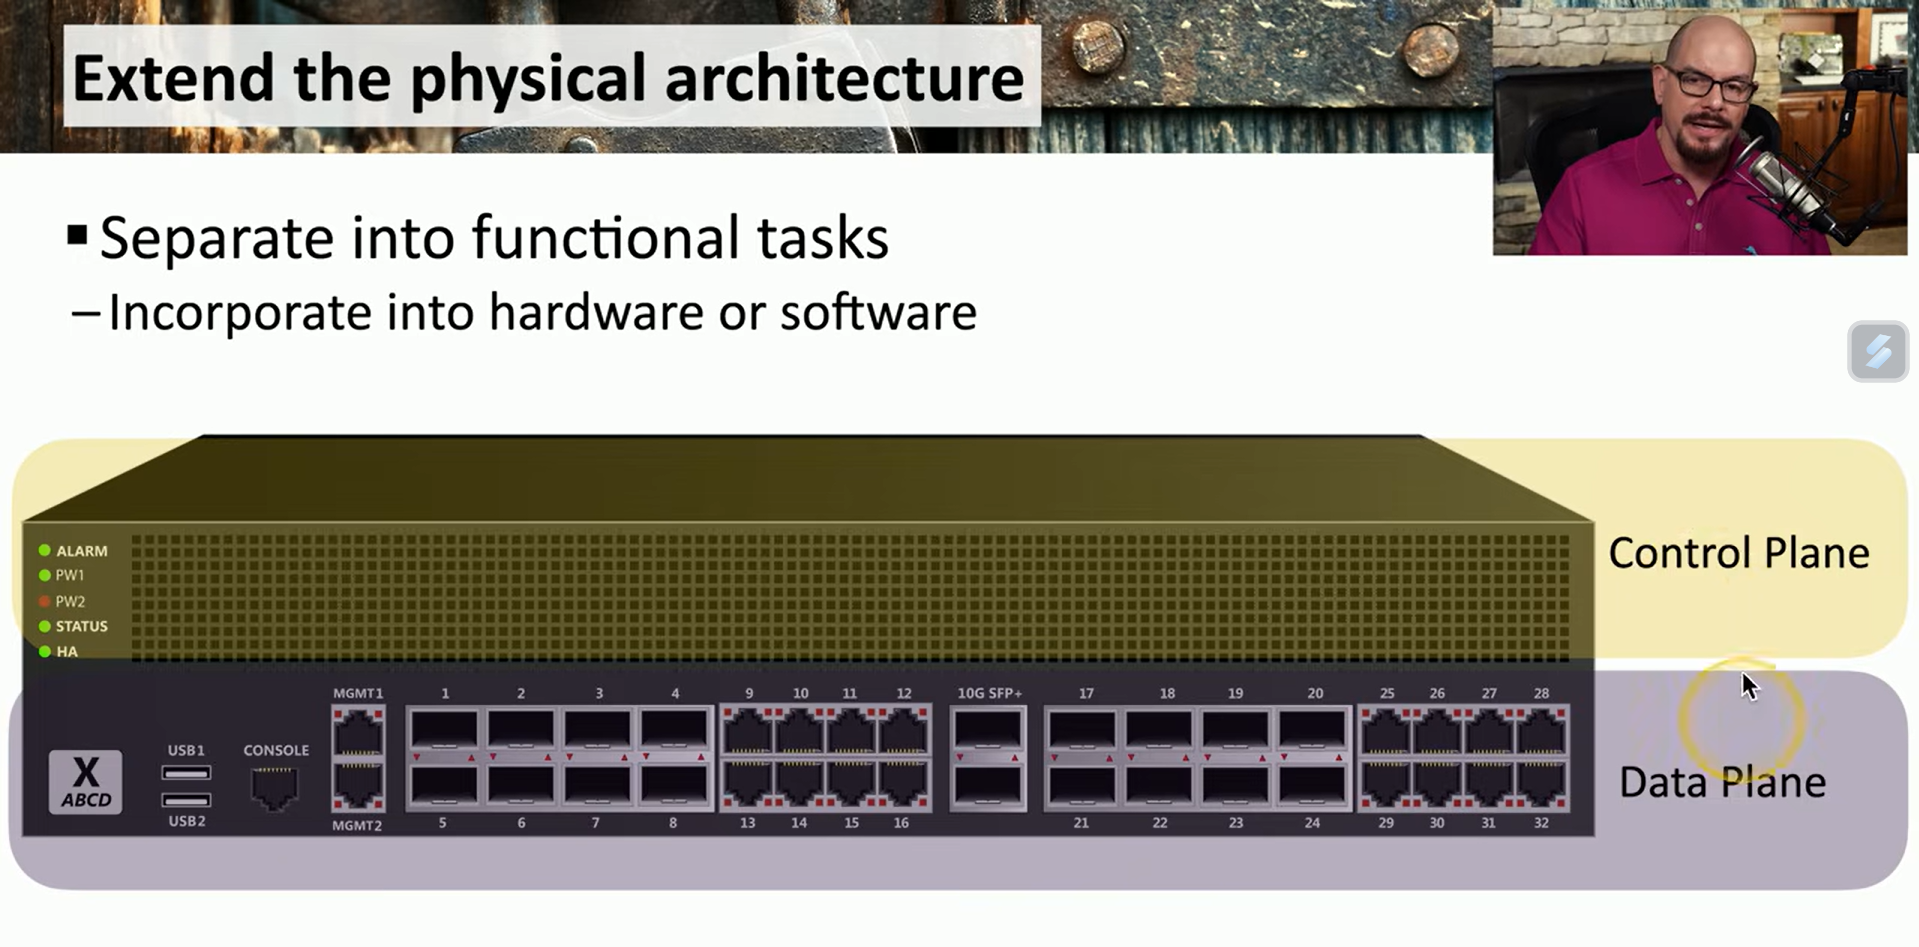 Extend the physical architecture
▪ Separate into functional tasks
– Incorporate into hardware or software
Control Plane
ALARM
PW1
PW2
STATUS
HA
MGMT1 1 2 3 4 9 10 11 12 10G SFP+ 17 18 19 20 25 26 27 28
USB1 CONSOLE
X
ABCD
Data Plane
USB2 MGMT2 5 6 7 8 13 14 15 16 21 22 23 24 29 30 31 32